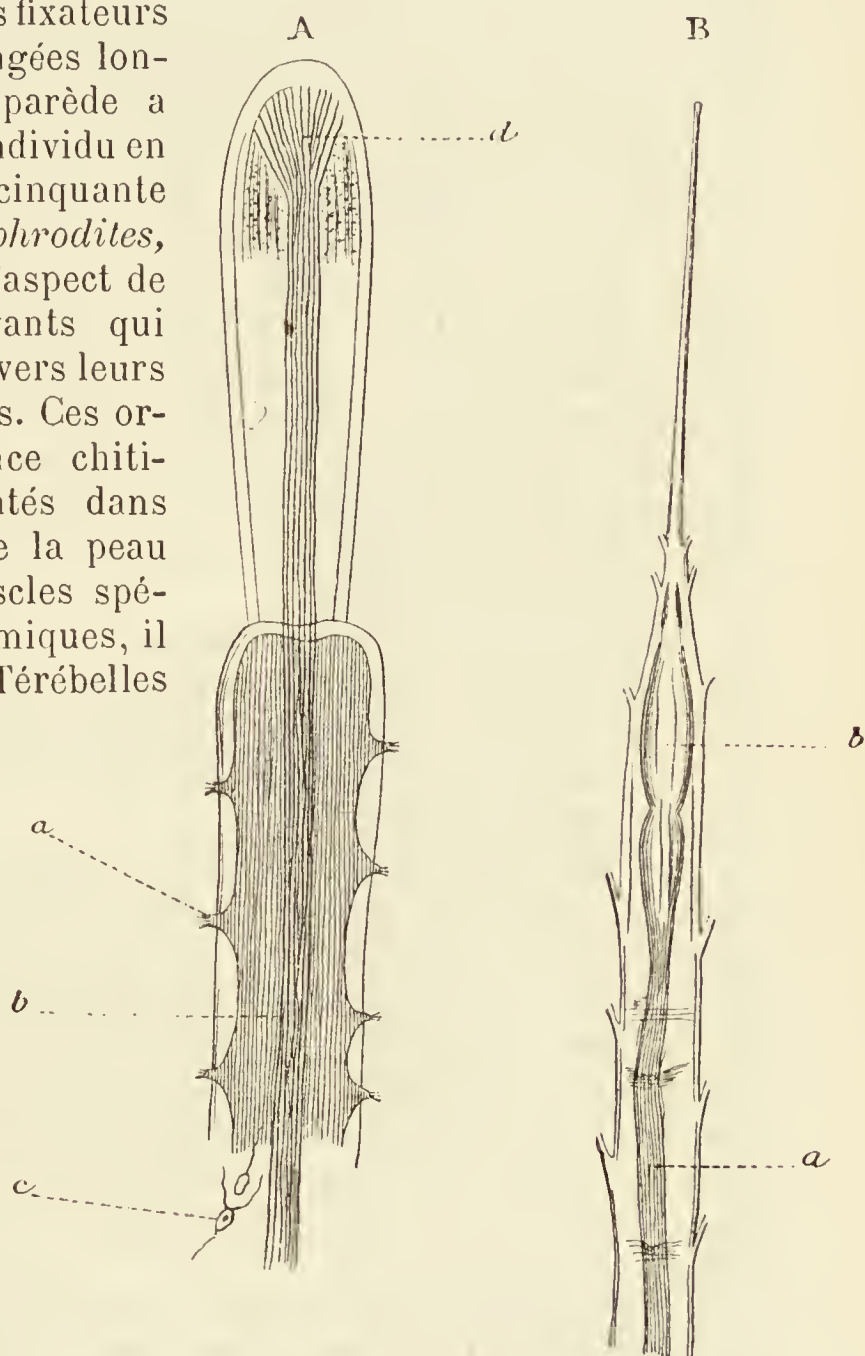 s fixateurs
gées lon-
parède a
ndividu en
cinquante
phrodites,
aspect de
ants qui
vers leurs
s. Ces or-
ce chiti-
tés dans
e la peau
scles spé-
miques, il
Térébelles
A
d
a
b
c
B
b
a